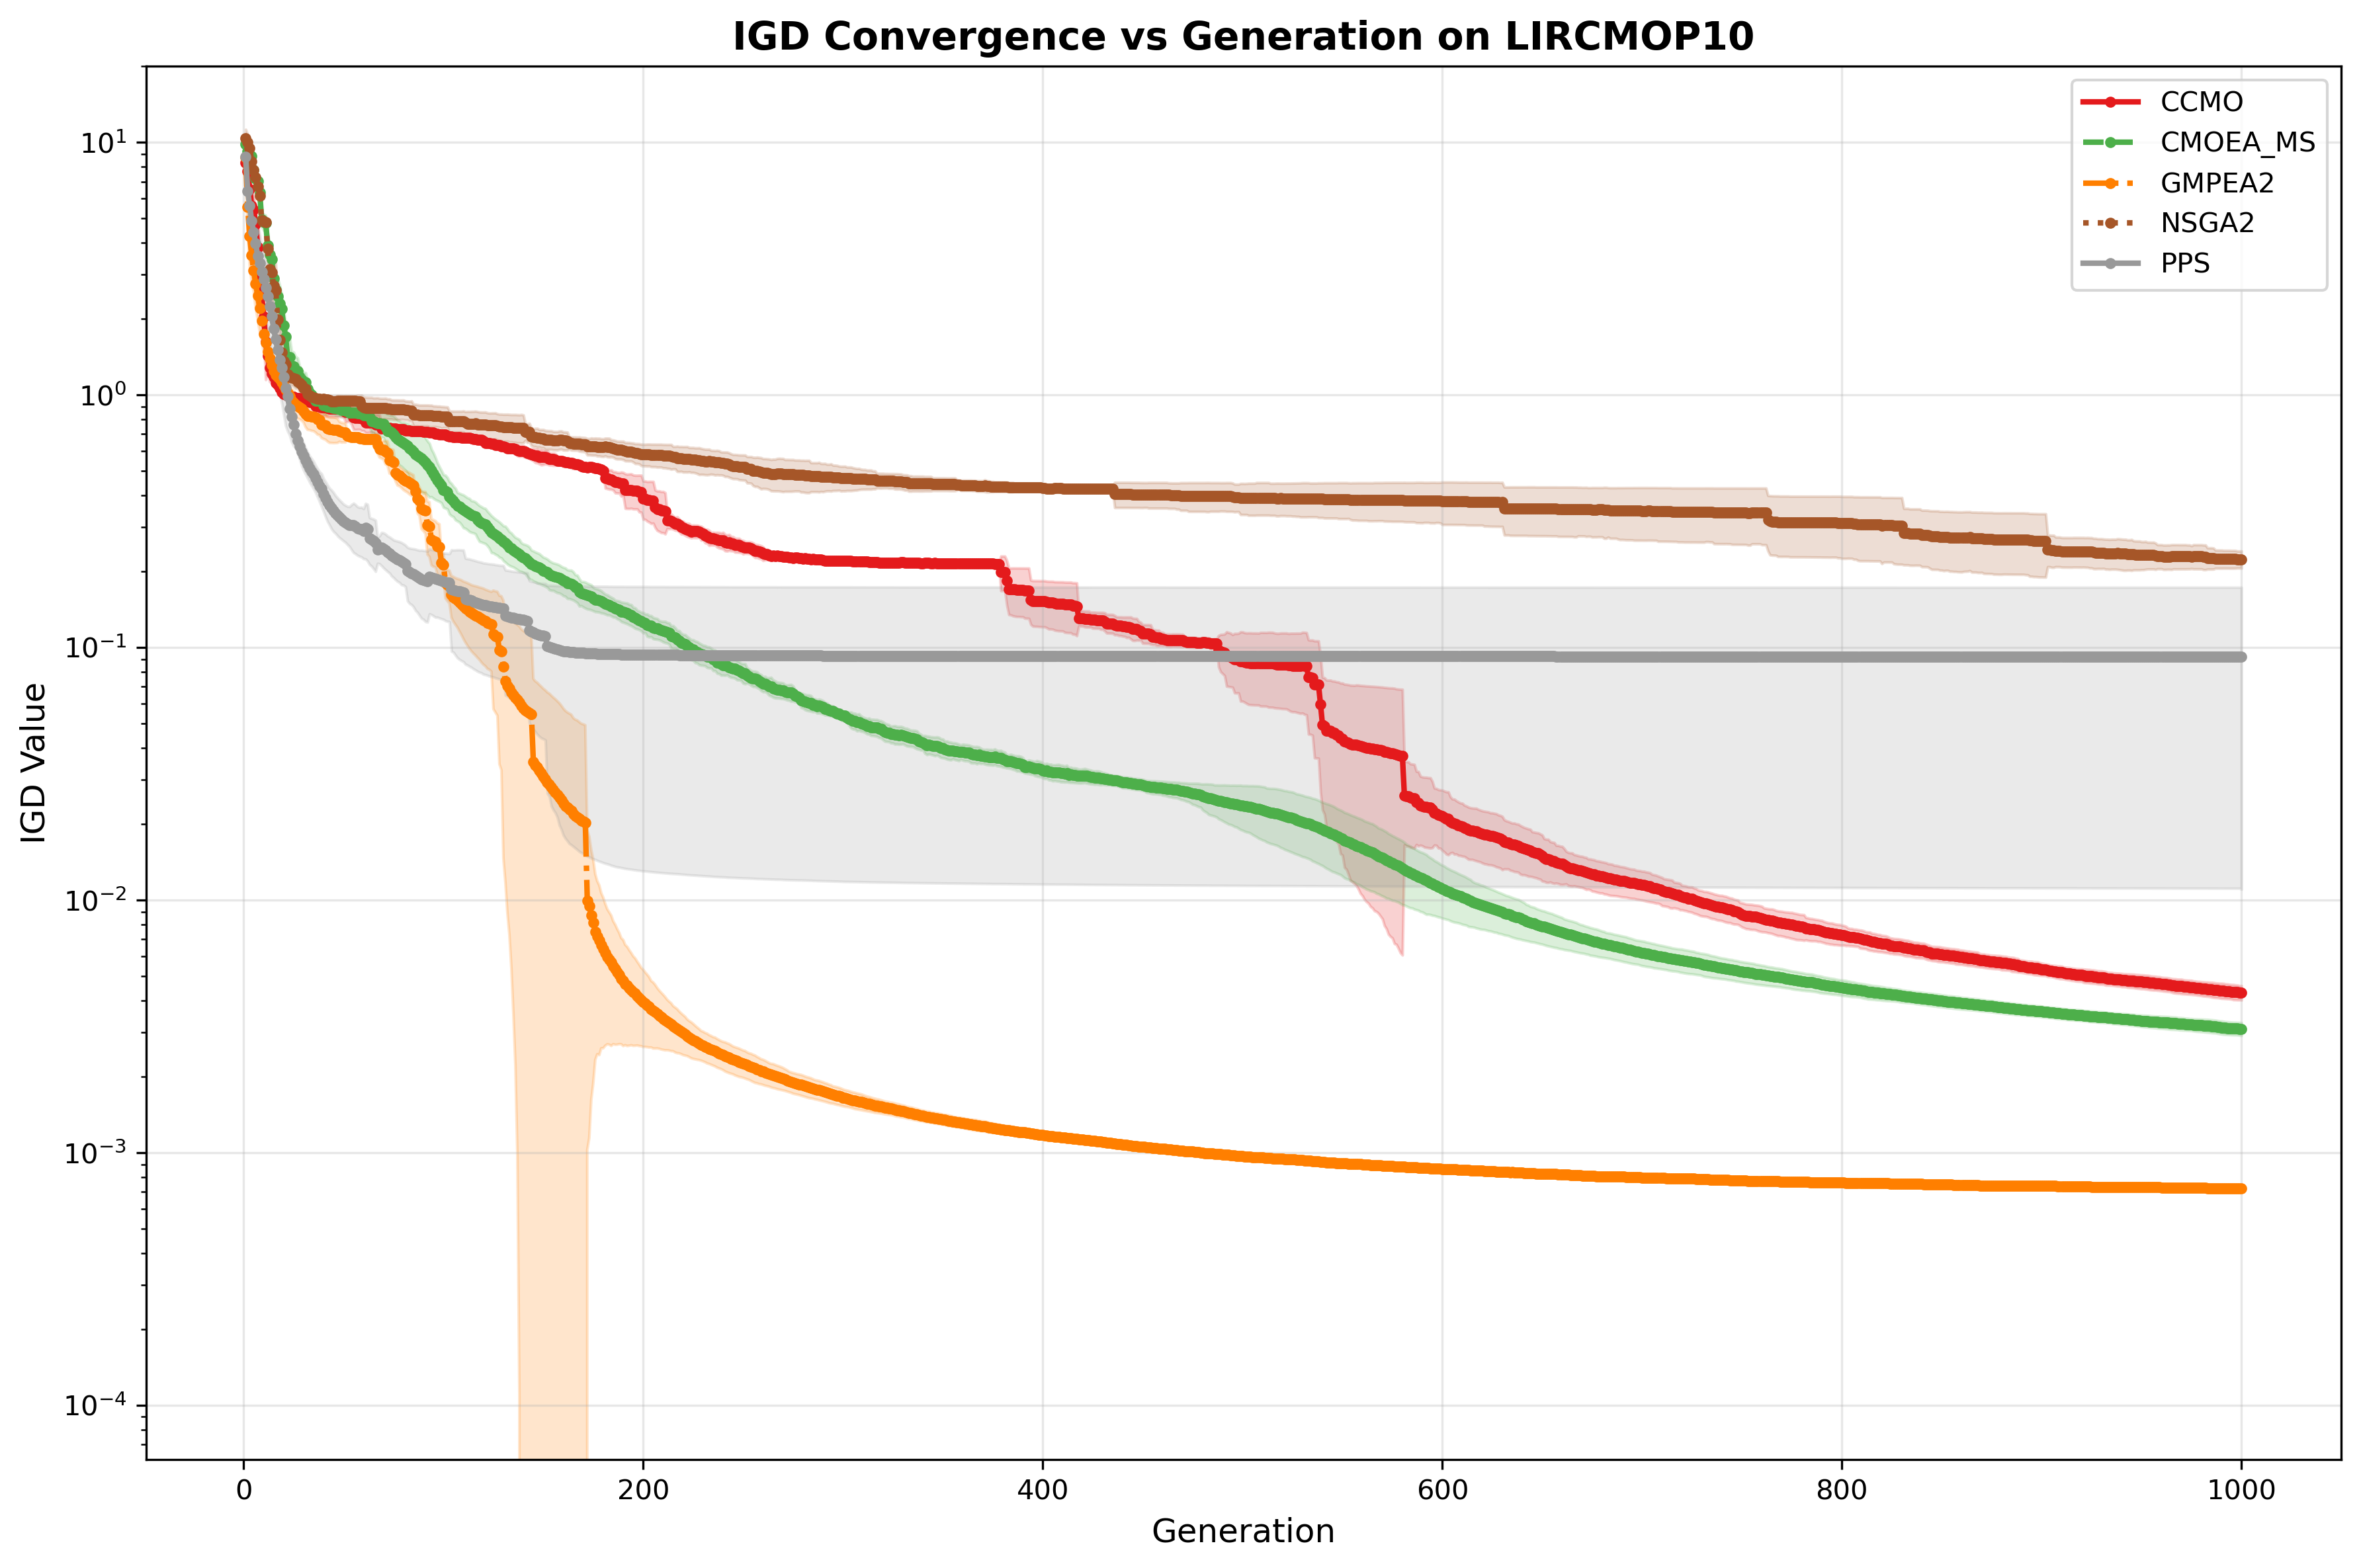 IGD Convergence vs Generation on LIRCMOP10
CCMO
CMOEA_MS
GMPEA2
NSGA2
PPS
10¹
10⁰
10⁻¹
10⁻²
10⁻³
10⁻⁴
IGD Value
0 200 400 600 800 1000
Generation